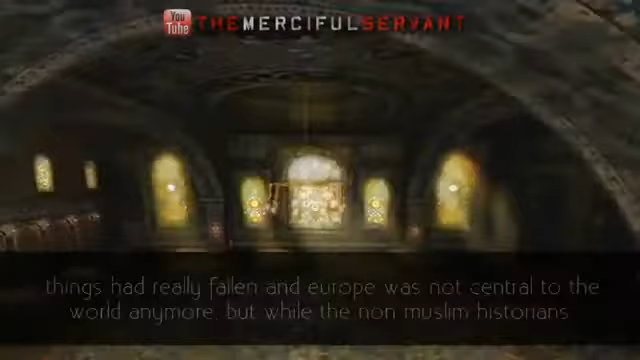 You
Tube THEMERCIFULSERVANT
things had really fallen and europe was not central to the
world anymore, but while the non muslim historians